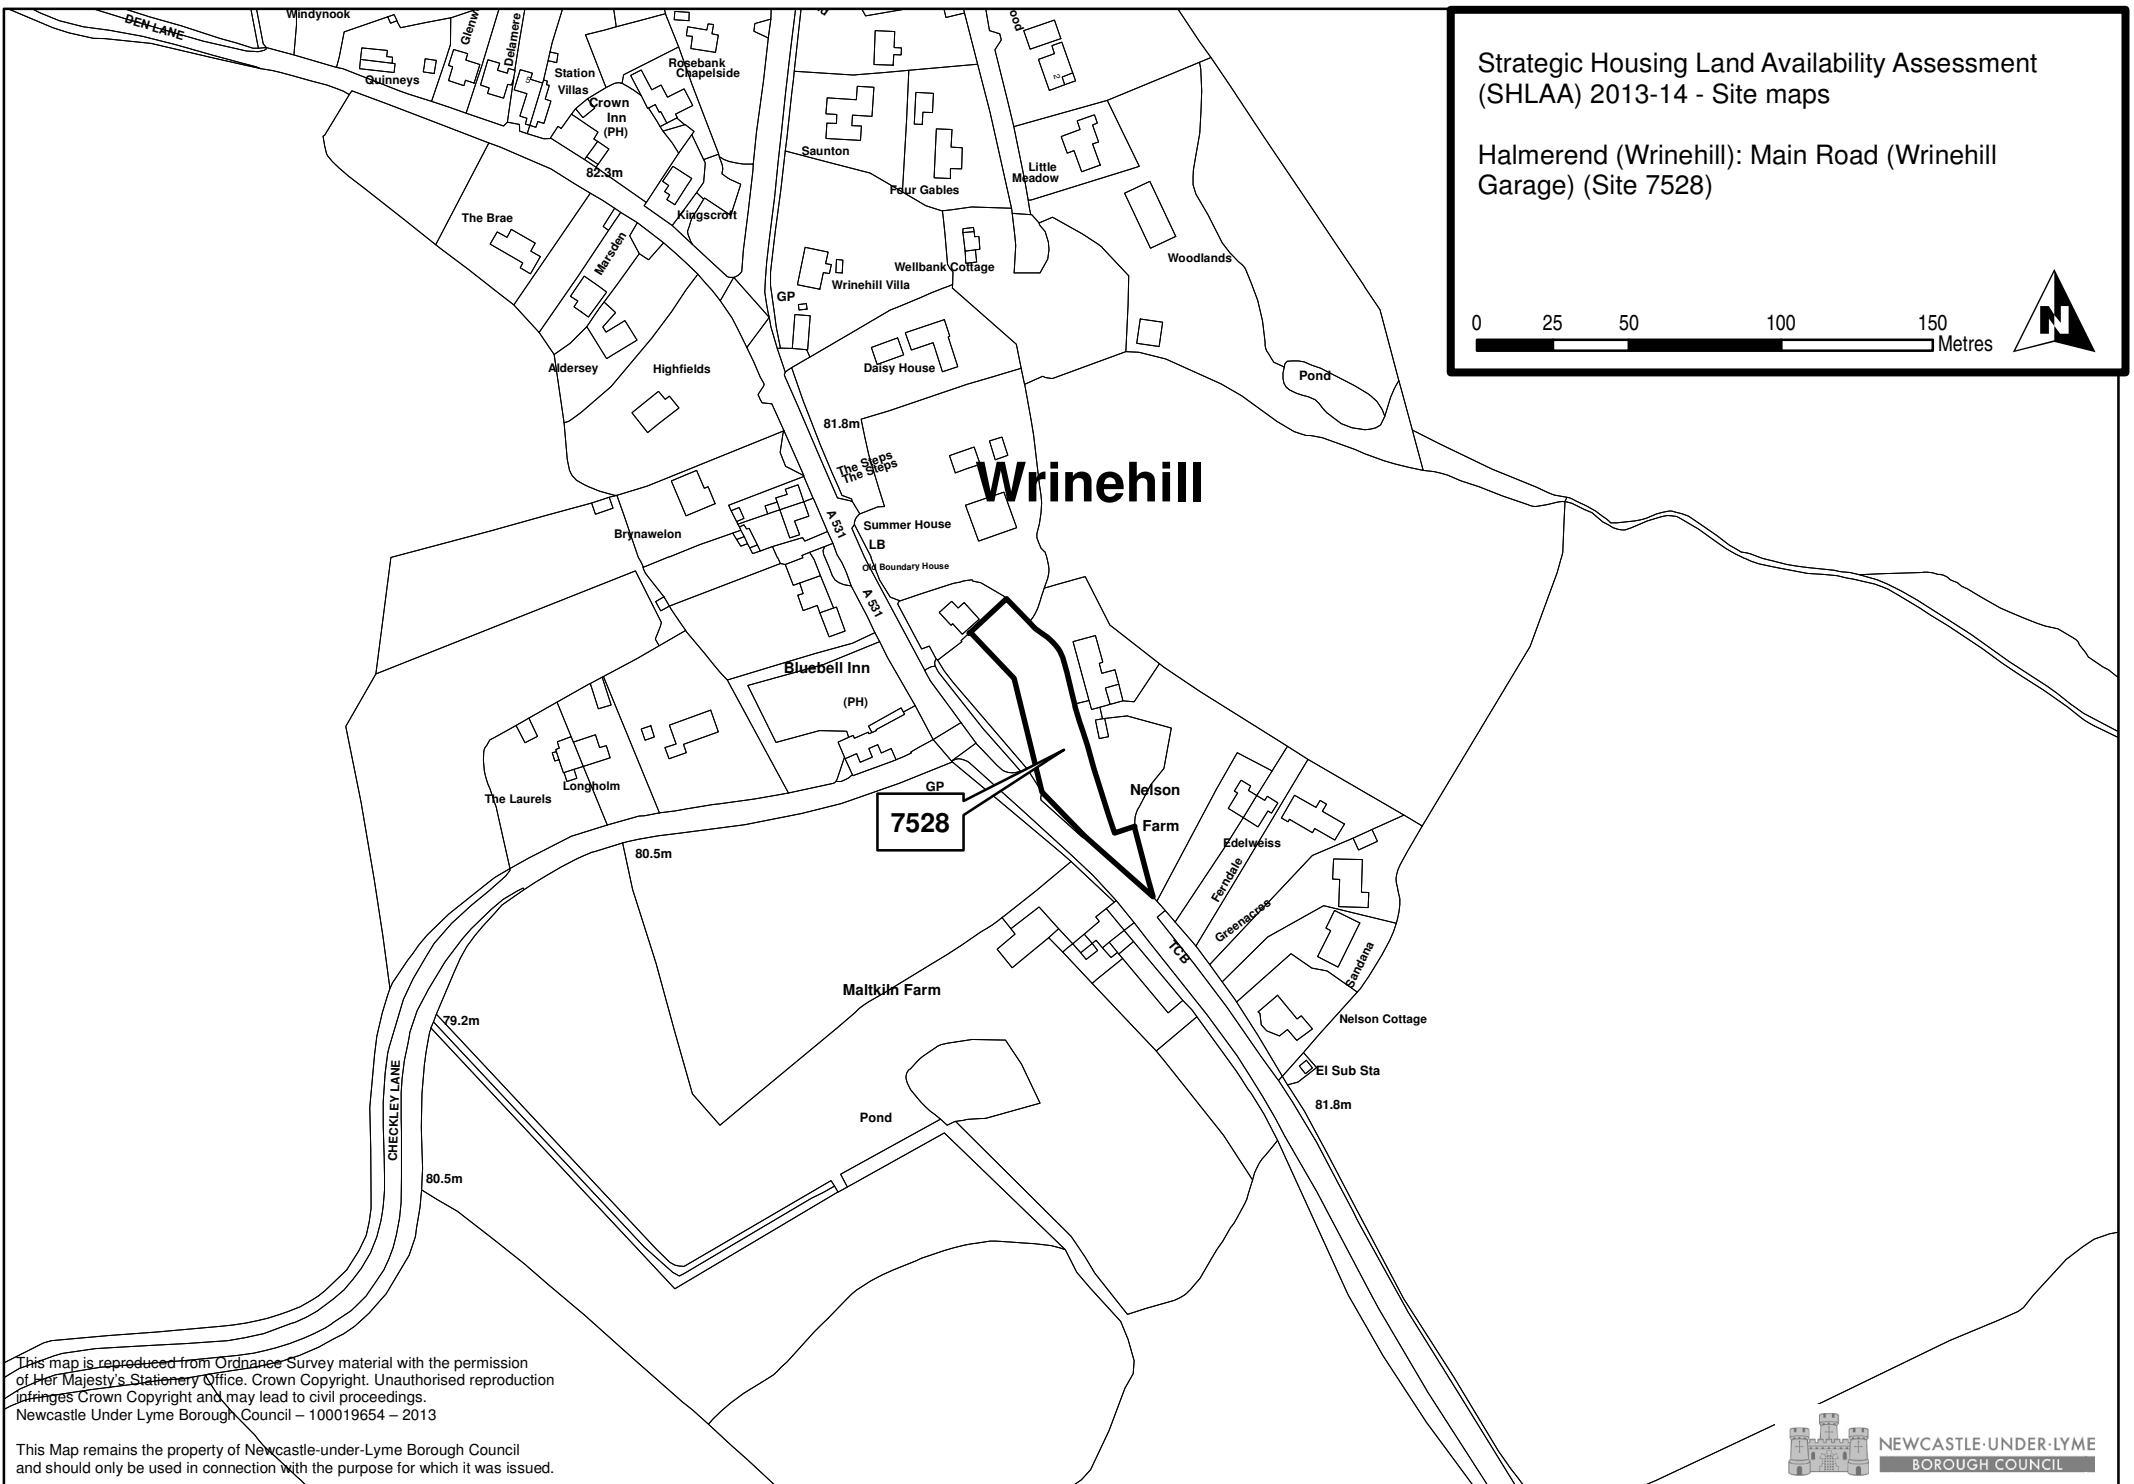 Strategic Housing Land Availability Assessment
(SHLAA) 2013-14 - Site maps
Halmerend (Wrinehill): Main Road (Wrinehill
Garage) (Site 7528)
0 25 50 100 150
Metres
N
Windynook
DEN LANE
Quinneys
Glenw
Delamere
5
Station
Villas
Crown
Inn
(PH)
Rosebank
Chapelside
ood
2
82.3m
Saunton
Four Gables
Little
Meadow
The Brae
Kingscroft
Marsden
Wellbank Cottage
Woodlands
Wrinehill Villa
GP
Aldersey
Highfields
Daisy House
Pond
81.8m
The Steps
The Steps
Wrinehill
Brynawelon
A 531
Summer House
LB
Old Boundary House
A 531
Bluebell Inn
(PH)
The Laurels
Longholm
GP
7528
Nelson
Farm
Edelweiss
80.5m
Ferndale
Greenacres
TCB
Sandana
Maltkiln Farm
79.2m
Nelson Cottage
El Sub Sta
81.8m
CHECKLEY LANE
Pond
80.5m
This map is reproduced from Ordnance Survey material with the permission
of Her Majesty's Stationery Office. Crown Copyright. Unauthorised reproduction
infringes Crown Copyright and may lead to civil proceedings.
Newcastle Under Lyme Borough Council – 100019654 – 2013
This Map remains the property of Newcastle-under-Lyme Borough Council
and should only be used in connection with the purpose for which it was issued.
NEWCASTLE·UNDER·LYME
BOROUGH COUNCIL